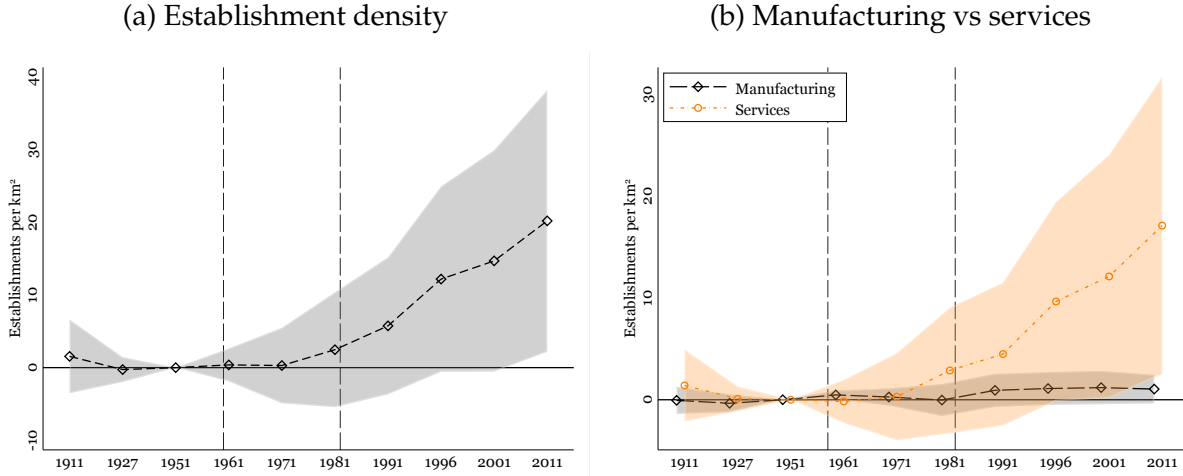 (a) Establishment density
Establishments per km²
40
30
20
10
0
-10
1911 1927 1951 1961 1971 1981 1991 1996 2001 2011
(b) Manufacturing vs services
Manufacturing
Services
Establishments per km²
30
20
10
0
1911 1927 1951 1961 1971 1981 1991 1996 2001 2011